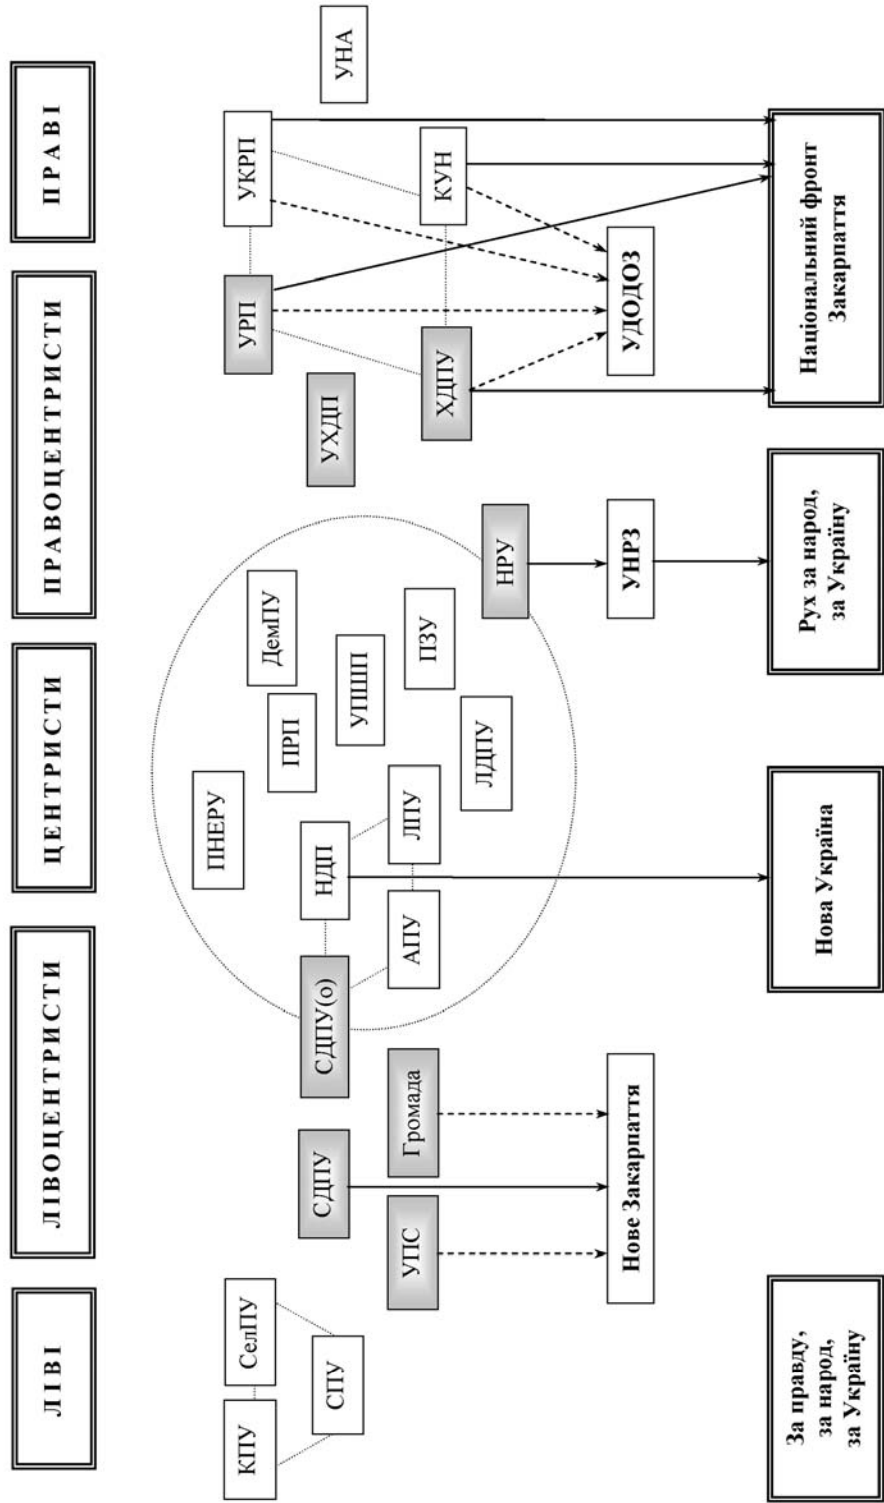 ЛІВІ
ЛІВОЦЕНТРИСТИ
ЦЕНТРИСТИ
ПРАВОЦЕНТРИСТИ
ПРАВІ
КПУ
СелПУ
СПУ
СДПУ
УПС
Громада
СДПУ(о)
НДП
АПУ
ЛПУ
ПНЕРУ
ПРП
ДемПУ
УПШП
ПЗУ
ЛДПУ
НРУ
УХДП
УРП
ХДПУ
УКРП
КУН
УНА
Нове Закарпаття
УНРЗ
УДОДОЗ
За правду,
за народ,
за Україну
Нова Україна
Рух за народ,
за Україну
Національний фронт
Закарпаття